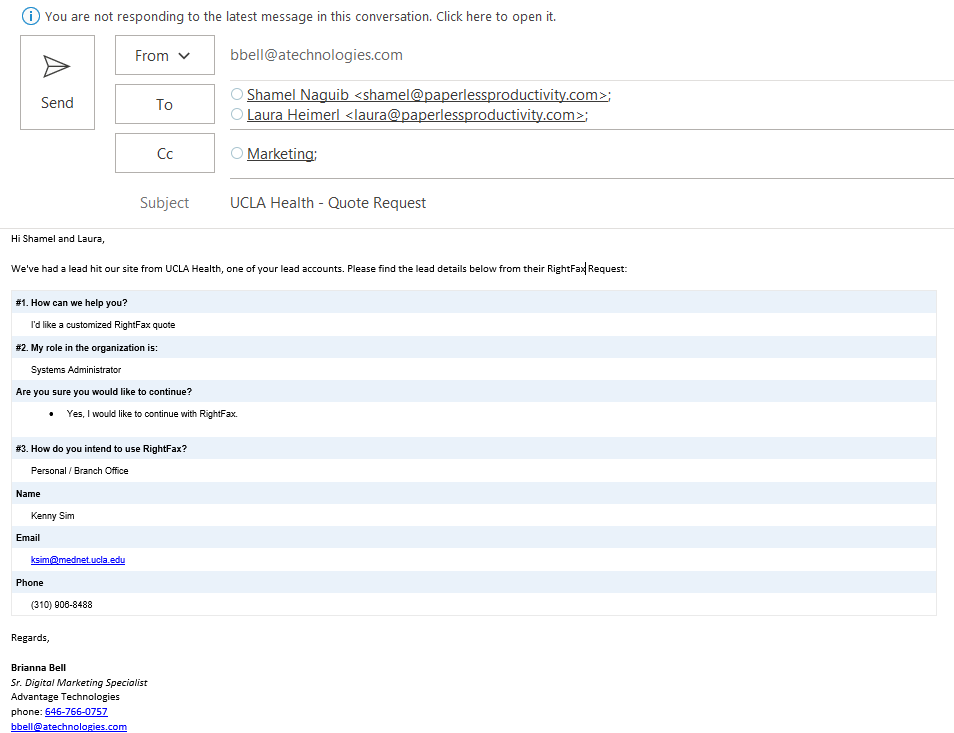 You are not responding to the latest message in this conversation. Click here to open it.
Send
From
bbell@atechnologies.com
To
Shamel Naguib <shamel@paperlessproductivity.com>;
Laura Heimerl <laura@paperlessproductivity.com>;
Cc
Marketing;
Subject
UCLA Health - Quote Request
Hi Shamel and Laura,
We've had a lead hit our site from UCLA Health, one of your lead accounts. Please find the lead details below from their RightFax Request:
#1. How can we help you?
I'd like a customized RightFax quote
#2. My role in the organization is:
Systems Administrator
Are you sure you would like to continue?
• Yes, I would like to continue with RightFax.
#3. How do you intend to use RightFax?
Personal / Branch Office
Name
Kenny Sim
Email
ksim@mednet.ucla.edu
Phone
(310) 906-8488
Regards,
Brianna Bell
Sr. Digital Marketing Specialist
Advantage Technologies
phone: 646-766-0757
bbell@atechnologies.com